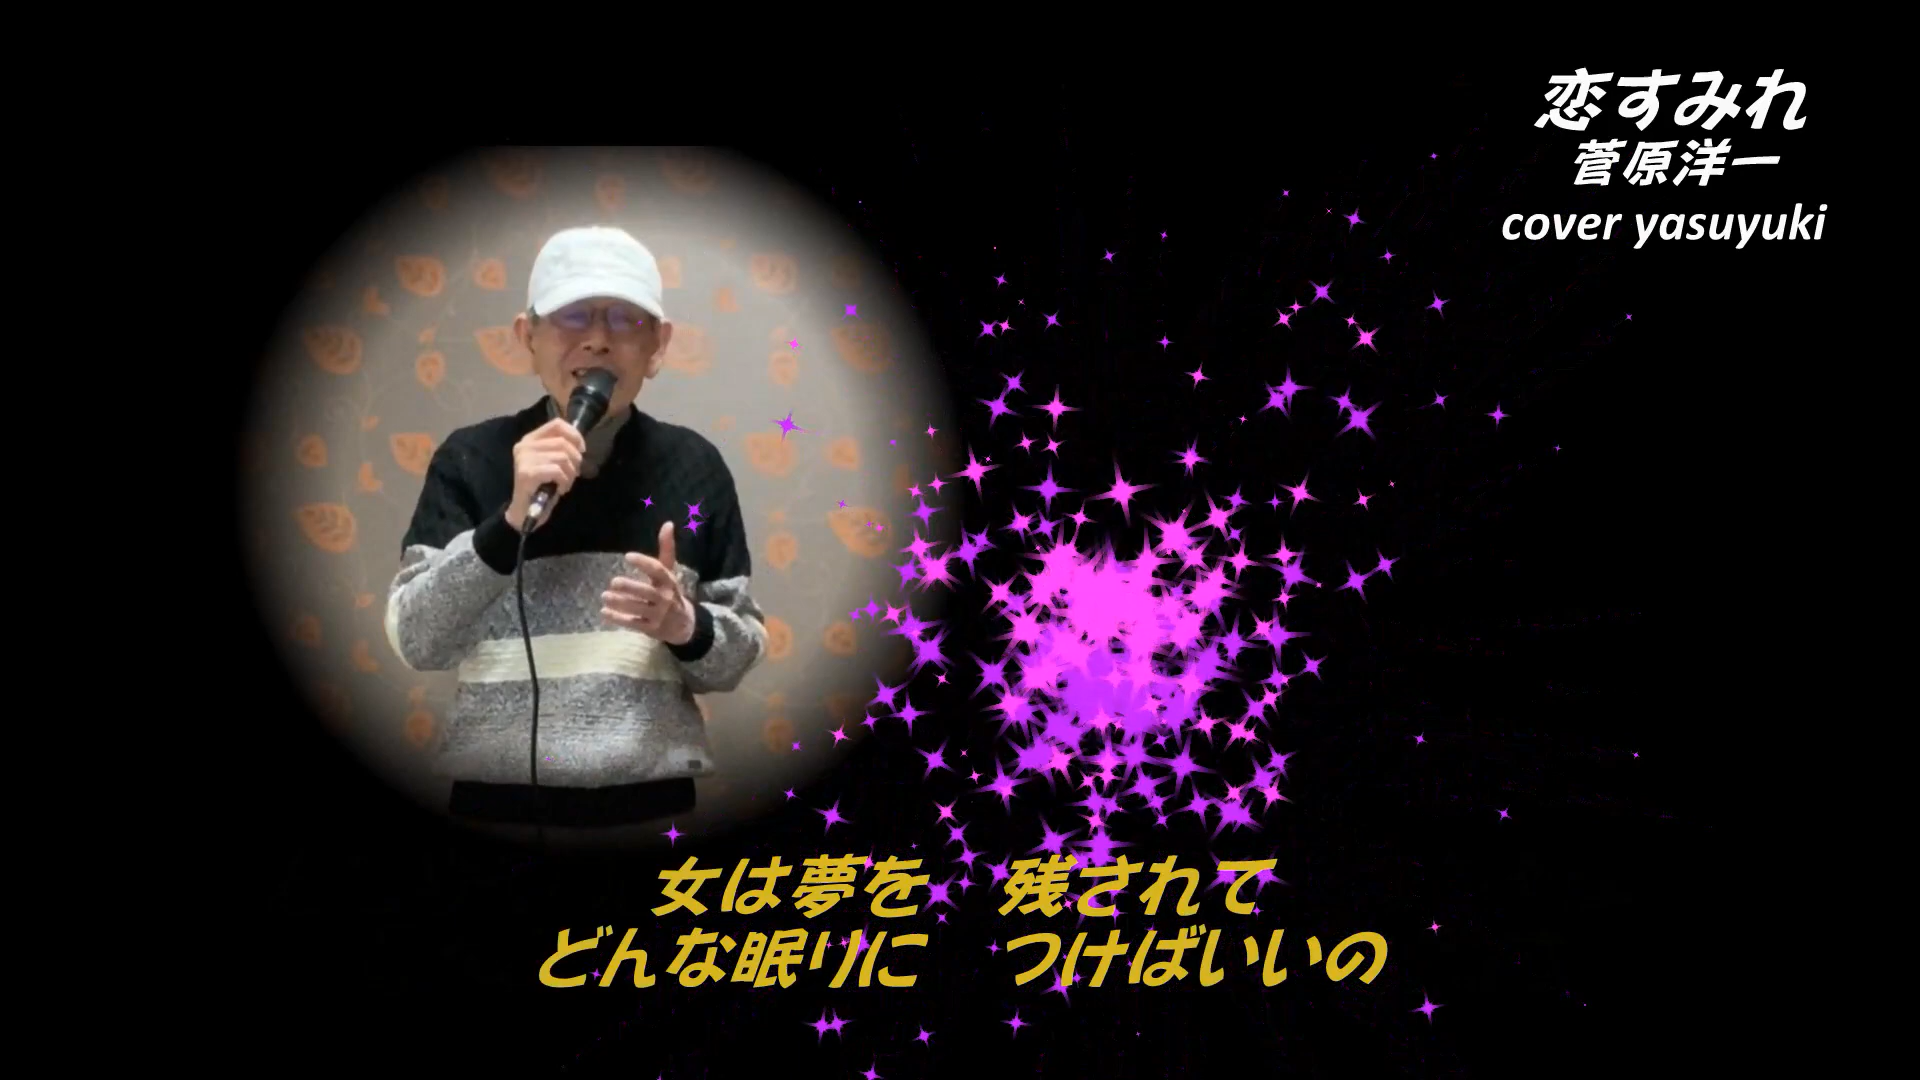 恋すみれ
菅原洋一
cover yasuyuki
女は夢を　残されて
どんな眠りに　つけばいいの